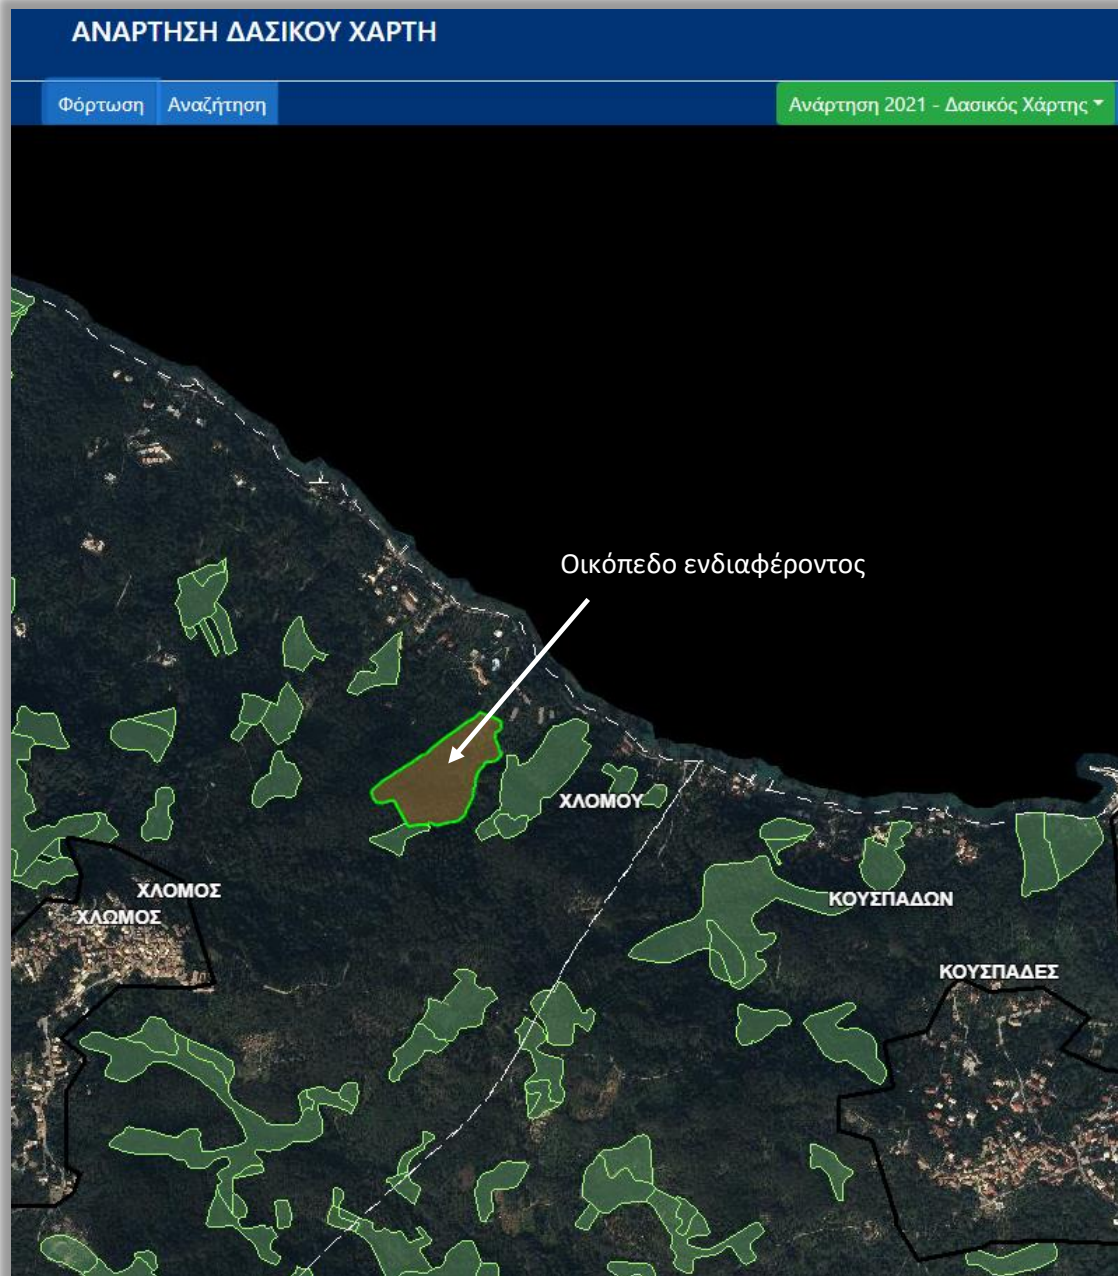 ΑΝΑΡΤΗΣΗ ΔΑΣΙΚΟΥ ΧΑΡΤΗ
Φόρτωση Αναζήτηση Ανάρτηση 2021 - Δασικός Χάρτης
Οικόπεδο ενδιαφέροντος
ΧΛΟΜΟΥ
ΧΛΟΜΟΣ
ΚΟΥΣΠΑΔΩΝ
ΧΛΩΜΟΣ
ΚΟΥΣΠΑΔΕΣ